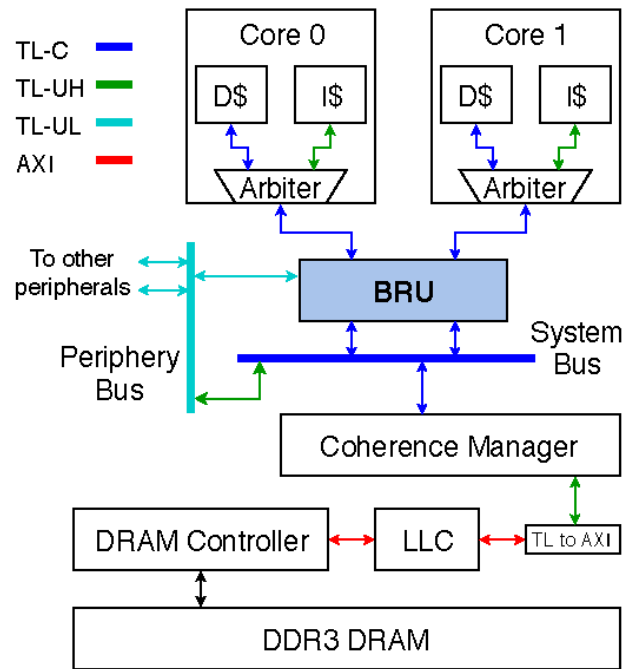 TL-C
TL-UH
TL-UL
AXI
Core 0
D$
I$
Arbiter
Core 1
D$
I$
Arbiter
To other
peripherals
BRU
Periphery
Bus
System
Bus
Coherence Manager
DRAM Controller
LLC
TL to AXI
DDR3 DRAM